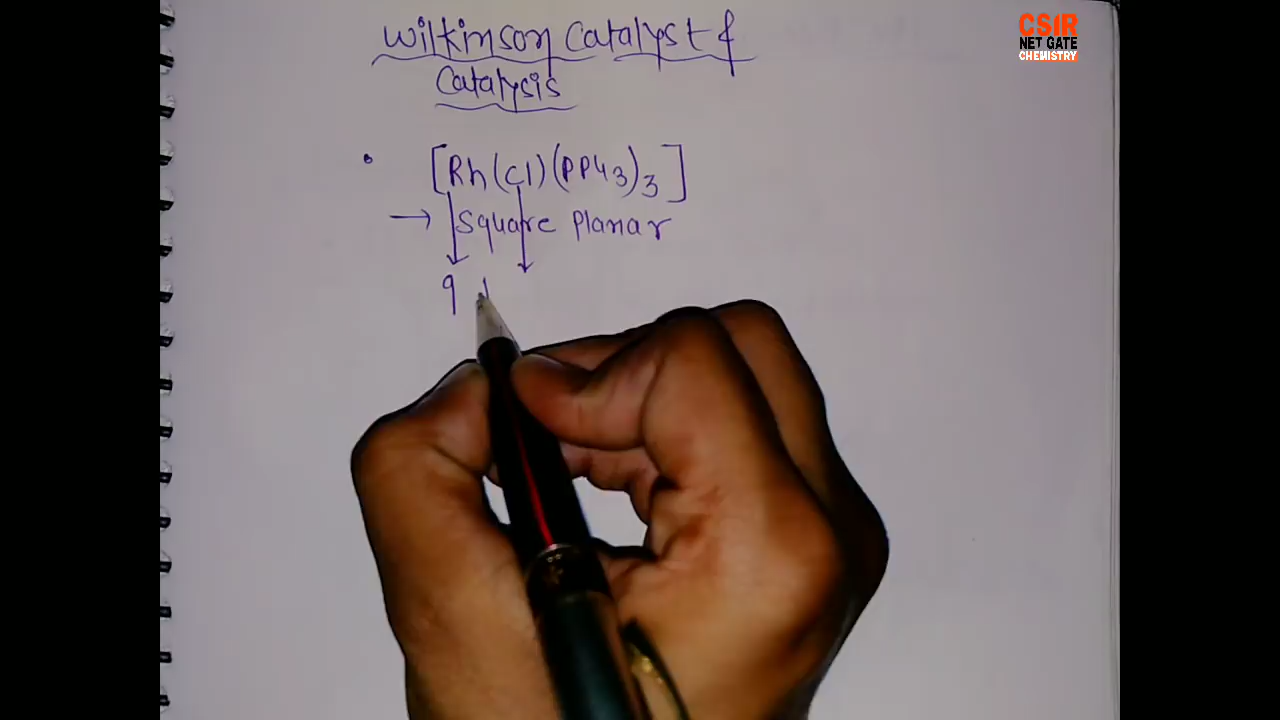 Wilkinson Catalyst &
Catalysis
• [Rh(Cl)(PPh3)3]
→ Square Planar
9
CSIR
NET GATE
CHEMISTRY